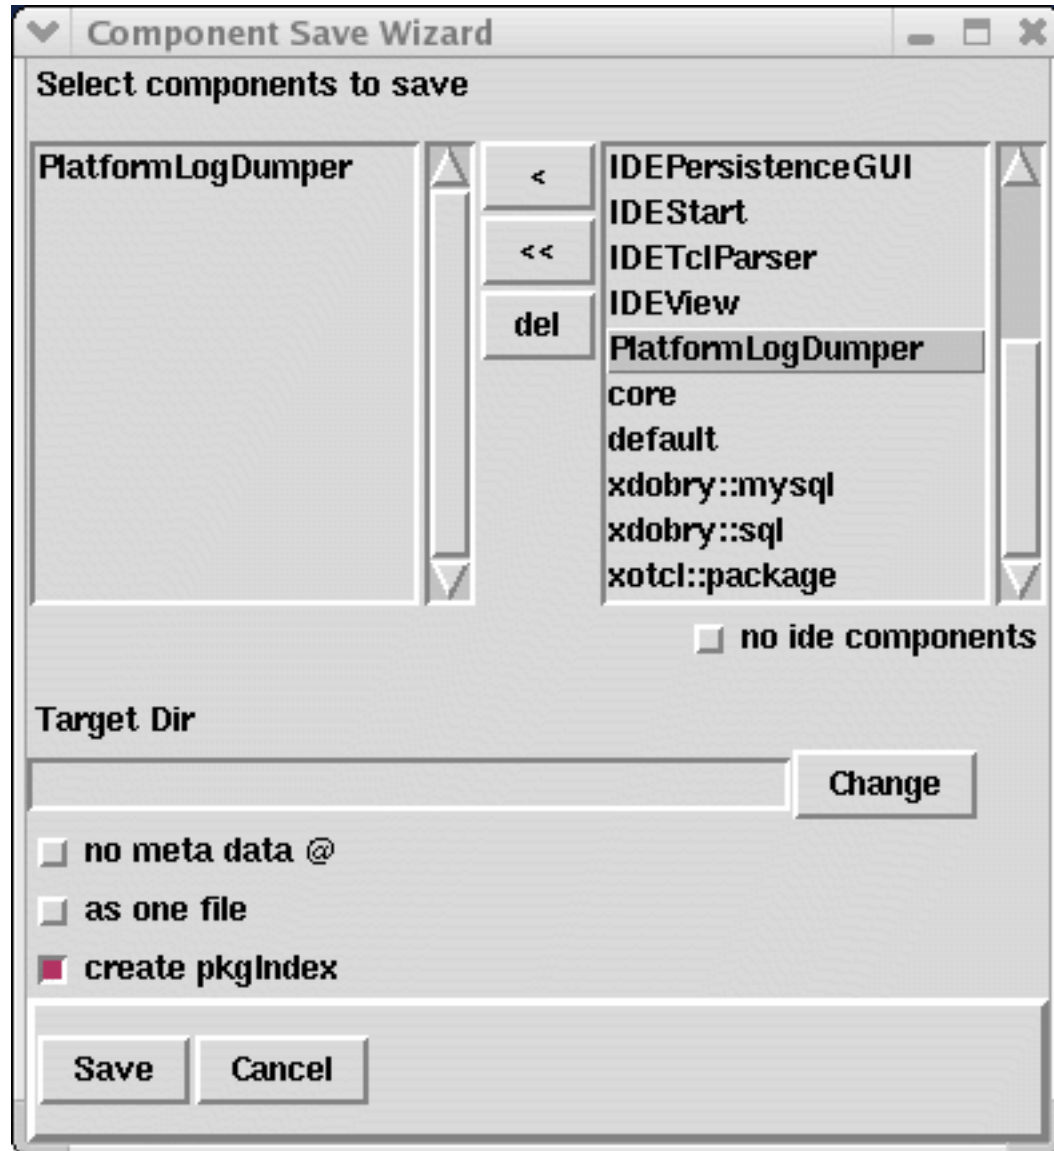 Component Save Wizard
Select components to save
PlatformLogDumper
<
<<
del
IDEPersistenceGUI
IDEStart
IDETclParser
IDEView
PlatformLogDumper
core
default
xdobry::mysql
xdobry::sql
xotcl::package
no ide components
Target Dir
Change
no meta data @
as one file
create pkgIndex
Save Cancel